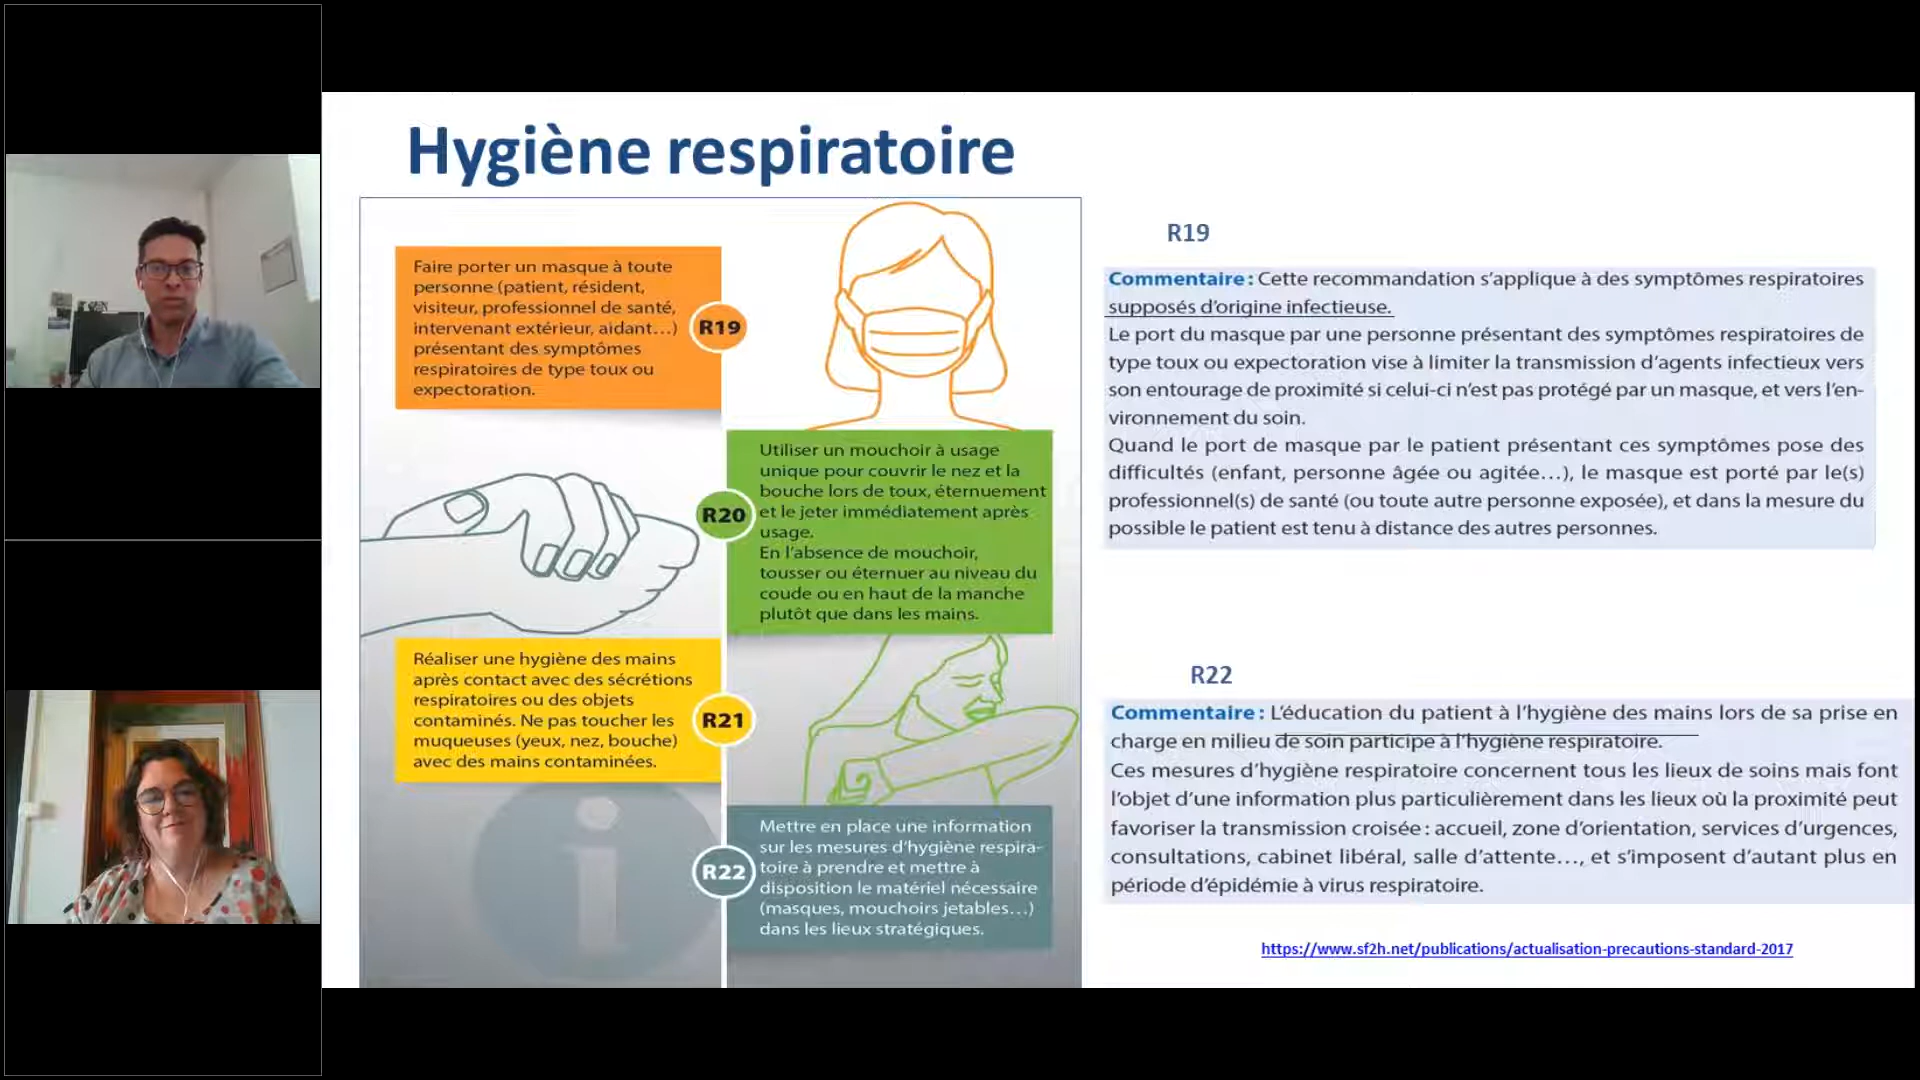 Hygiène respiratoire
Faire porter un masque à toute
personne (patient, résident,
visiteur, professionnel de santé,
intervenant extérieur, aidant…)
présentant des symptômes
respiratoires de type toux ou
expectoration.
R19
Utiliser un mouchoir à usage
unique pour couvrir le nez et la
bouche lors de toux, éternuement
et le jeter immédiatement après
usage.
En l’absence de mouchoir,
tousser ou éternuer au niveau du
coude ou en haut de la manche
plutôt que dans les mains.
R20
Réaliser une hygiène des mains
après contact avec des sécrétions
respiratoires ou des objets
contaminés. Ne pas toucher les
muqueuses (yeux, nez, bouche)
avec des mains contaminées.
R21
Mettre en place une information
sur les mesures d’hygiène respira-
toire à prendre et mettre à
disposition le matériel nécessaire
(masques, mouchoirs jetables…)
dans les lieux stratégiques.
R22
R19
Commentaire : Cette recommandation s’applique à des symptômes respiratoires
supposés d’origine infectieuse.
Le port du masque par une personne présentant des symptômes respiratoires de
type toux ou expectoration vise à limiter la transmission d’agents infectieux vers
son entourage de proximité si celui-ci n’est pas protégé par un masque, et vers l’en-
vironnement du soin.
Quand le port de masque par le patient présentant ces symptômes pose des
difficultés (enfant, personne âgée ou agitée…), le masque est porté par le(s)
professionnel(s) de santé (ou toute autre personne exposée), et dans la mesure du
possible le patient est tenu à distance des autres personnes.
R22
Commentaire : L’éducation du patient à l’hygiène des mains lors de sa prise en
charge en milieu de soin participe à l’hygiène respiratoire.
Ces mesures d’hygiène respiratoire concernent tous les lieux de soins mais font
l’objet d’une information plus particulièrement dans les lieux où la proximité peut
favoriser la transmission croisée : accueil, zone d’orientation, services d’urgences,
consultations, cabinet libéral, salle d’attente…, et s’imposent d’autant plus en
période d’épidémie à virus respiratoire.
https://www.sf2h.net/publications/actualisation-precautions-standard-2017